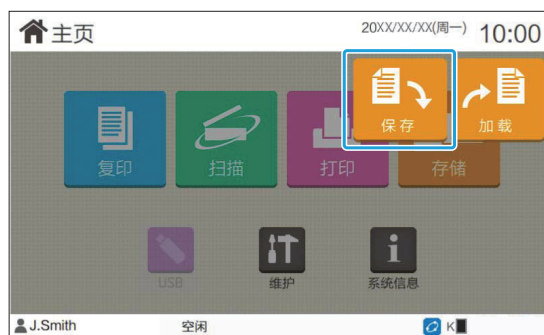 主页 20XX/XX/XX(周一) 10:00
保存 加载
复印 扫描 打印 存储
USB 维护 系统信息
J.Smith 空闲 K